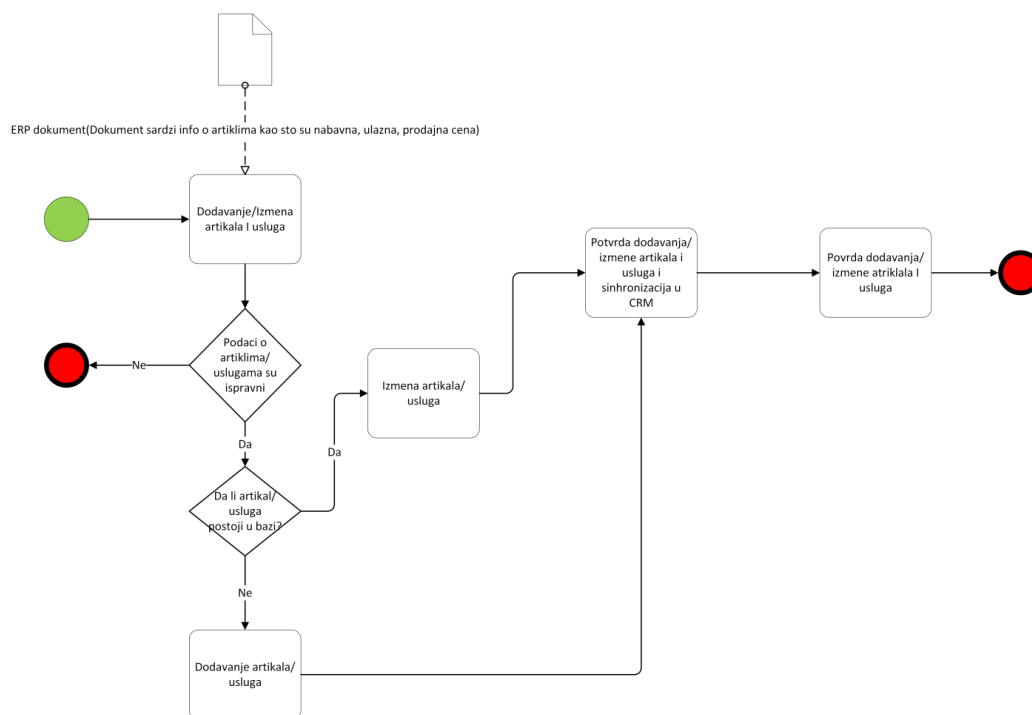 ERP dokument(Dokument sardzi info o artiklima kao sto su nabavna, ulazna, prodajna cena)
Dodavanje/Izmena
artikala I usluga
Potvrda dodavanja/
izmene artikala i
usluga i
sinhronizacija u
CRM
Povrda dodavanja/
izmene atriklala I
usluga
Podaci o
artiklima/
uslugama su
ispravni
Ne
Izmena artikala/
usluga
Da
Da
Da li artikal/
usluga
postoji u bazi?
Ne
Dodavanje artikala/
usluga